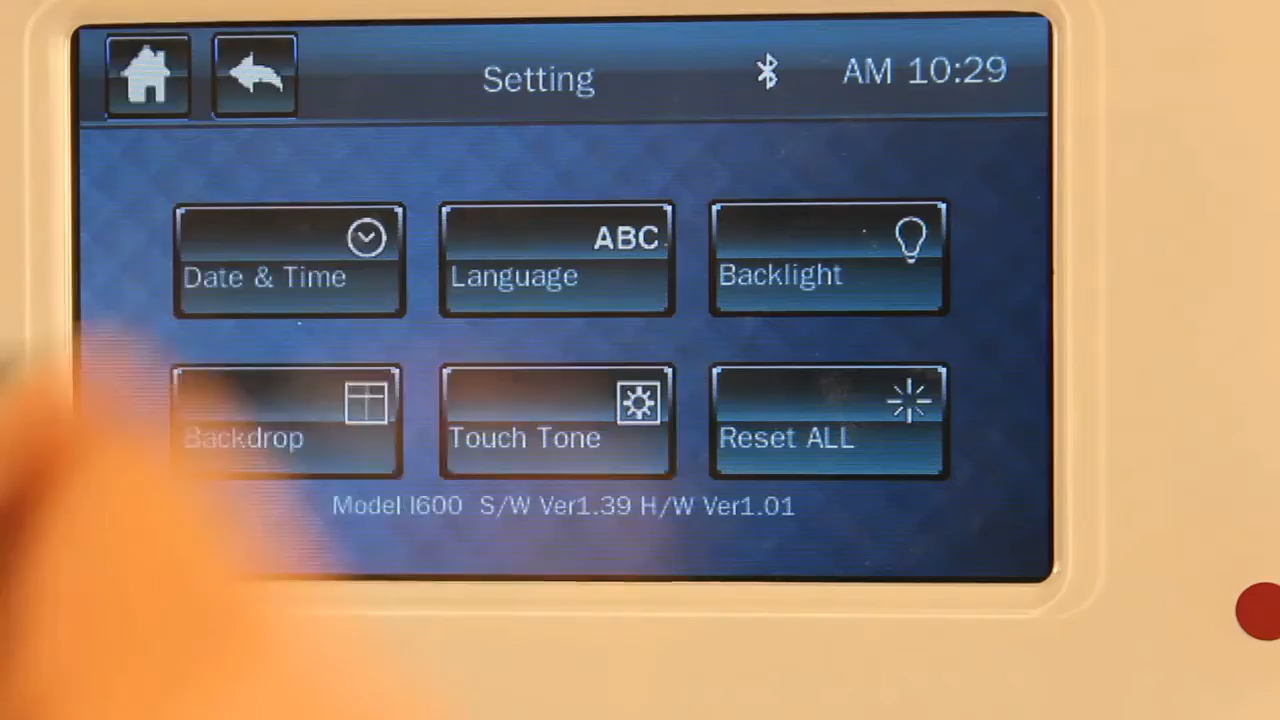 Setting AM 10:29
Date & Time ABC Language Backlight
Backdrop Touch Tone Reset ALL
Model I600 S/W Ver1.39 H/W Ver1.01